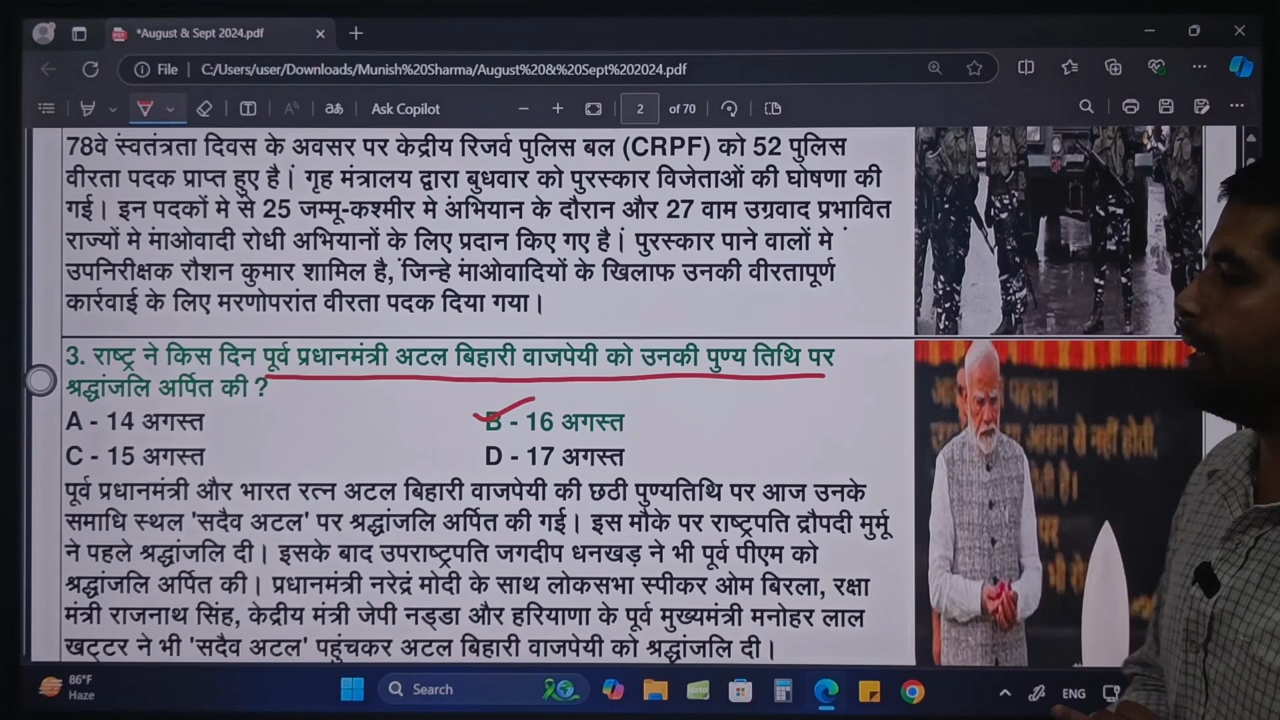 *August & Sept 2024.pdf
File
C:/Users/user/Downloads/Munish%20Sharma/August%20&%20Sept%202024.pdf
Ask Copilot
2 of 70
78वे स्वतंत्रता दिवस के अवसर पर केद्रीय रिजर्व पुलिस बल (CRPF) को 52 पुलिस
वीरता पदक प्राप्त हुए है। गृह मंत्रालय द्वारा बुधवार को पुरस्कार विजेताओं की घोषणा की
गई। इन पदकों मे से 25 जम्मू-कश्मीर मे अभियान के दौरान और 27 वाम उग्रवाद प्रभावित
राज्यों मे माओवादी रोधी अभियानों के लिए प्रदान किए गए है। पुरस्कार पाने वालों मे
उपनिरीक्षक रौशन कुमार शामिल है, जिन्हे माओवादियों के खिलाफ उनकी वीरतापूर्ण
कार्रवाई के लिए मरणोपरांत वीरता पदक दिया गया।
3. राष्ट्र ने किस दिन पूर्व प्रधानमंत्री अटल बिहारी वाजपेयी को उनकी पुण्य तिथि पर
श्रद्धांजलि अर्पित की ?
A - 14 अगस्त
B - 16 अगस्त
C - 15 अगस्त
D - 17 अगस्त
पूर्व प्रधानमंत्री और भारत रत्न अटल बिहारी वाजपेयी की छठी पुण्यतिथि पर आज उनके
समाधि स्थल 'सदैव अटल' पर श्रद्धांजलि अर्पित की गई। इस मौके पर राष्ट्रपति द्रौपदी मुर्मू
ने पहले श्रद्धांजलि दी। इसके बाद उपराष्ट्रपति जगदीप धनखड़ ने भी पूर्व पीएम को
श्रद्धांजलि अर्पित की। प्रधानमंत्री नरेद्रं मोदी के साथ लोकसभा स्पीकर ओम बिरला, रक्षा
मंत्री राजनाथ सिंह, केद्रीय मंत्री जेपी नड्डा और हरियाणा के पूर्व मुख्यमंत्री मनोहर लाल
खट्टर ने भी 'सदैव अटल' पहुंचकर अटल बिहारी वाजपेयी को श्रद्धांजलि दी।
पहचान
आसन से नहीं होती,
पर
86°F
Haze
Search
ENG